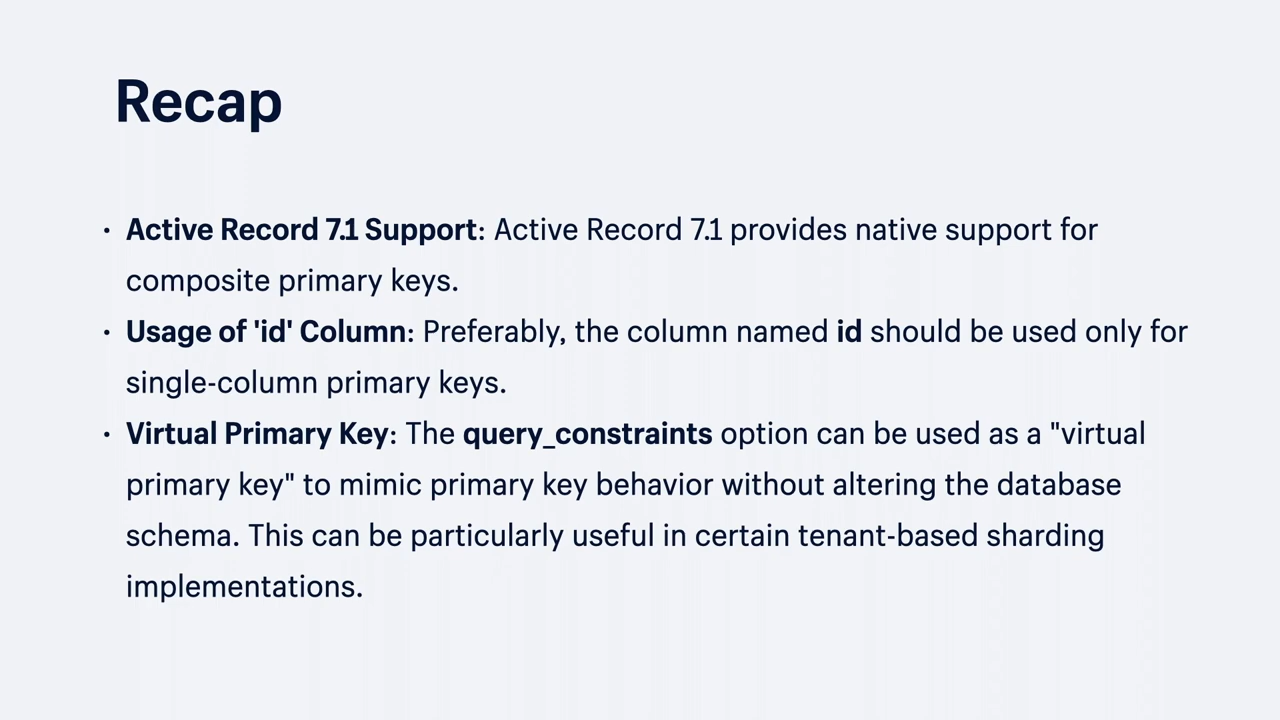 Recap
• Active Record 7.1 Support: Active Record 7.1 provides native support for
composite primary keys.
• Usage of 'id' Column: Preferably, the column named id should be used only for
single-column primary keys.
• Virtual Primary Key: The query_constraints option can be used as a "virtual
primary key" to mimic primary key behavior without altering the database
schema. This can be particularly useful in certain tenant-based sharding
implementations.